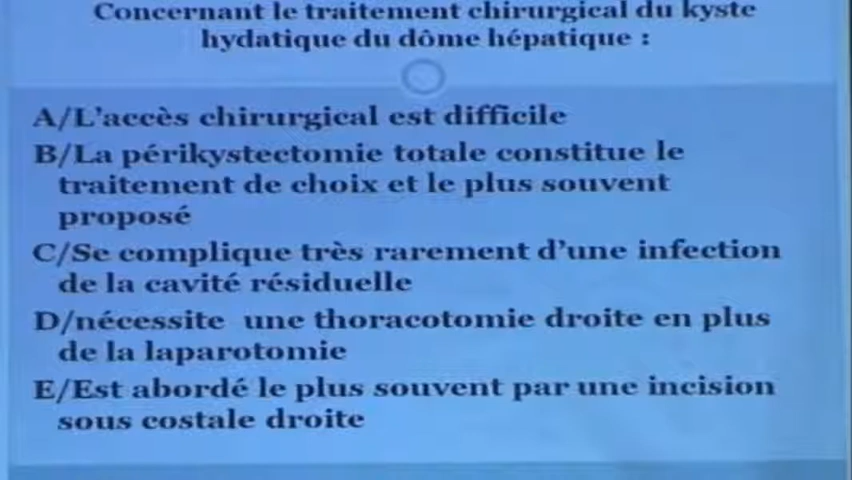 Concernant le traitement chirurgical du kyste
hydatique du dôme hépatique :
A/L'accès chirurgical est difficile
B/La périkystectomie totale constitue le
traitement de choix et le plus souvent
proposé
C/Se complique très rarement d'une infection
de la cavité résiduelle
D/nécessite une thoracotomie droite en plus
de la laparotomie
E/Est abordé le plus souvent par une incision
sous costale droite